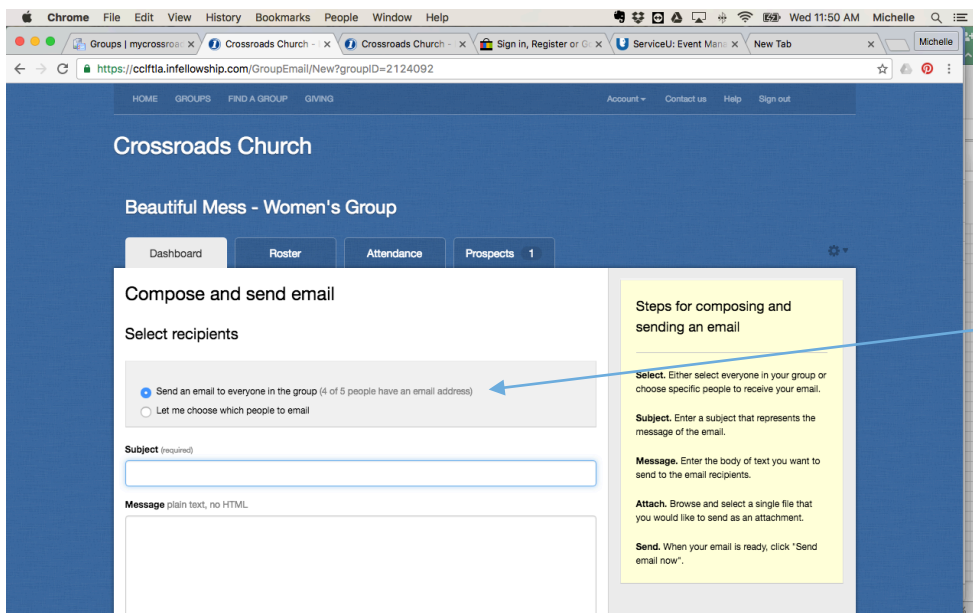 Chrome File Edit View History Bookmarks People Window Help Wed 11:50 AM Michelle
Groups | mycrossroa Crossroads Church - Crossroads Church - Sign in, Register or G ServiceU: Event Man New Tab Michelle
https://cclftla.infellowship.com/GroupEmail/New?groupID=2124092
HOME GROUPS FIND A GROUP GIVING Account Contact us Help Sign out
Crossroads Church
Beautiful Mess - Women's Group
Dashboard Roster Attendance Prospects 1
Compose and send email
Select recipients
Send an email to everyone in the group (4 of 5 people have an email address)
Let me choose which people to email
Subject (required)
Message plain text, no HTML
Steps for composing and
sending an email
Select. Either select everyone in your group or
choose specific people to receive your email.
Subject. Enter a subject that represents the
message of the email.
Message. Enter the body of text you want to
send to the email recipients.
Attach. Browse and select a single file that
you would like to send as an attachment.
Send. When your email is ready, click "Send
email now".